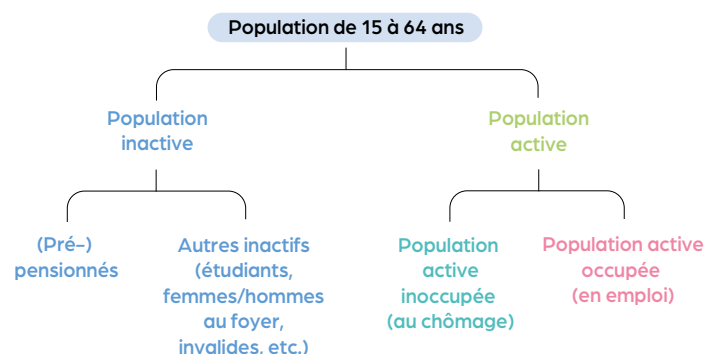 Population de 15 à 64 ans
Population
inactive
Population
active
(Pré-)
pensionnés
Autres inactifs
(étudiants,
femmes/hommes
au foyer,
invalides, etc.)
Population
active
inoccupée
(au chômage)
Population active
occupée
(en emploi)